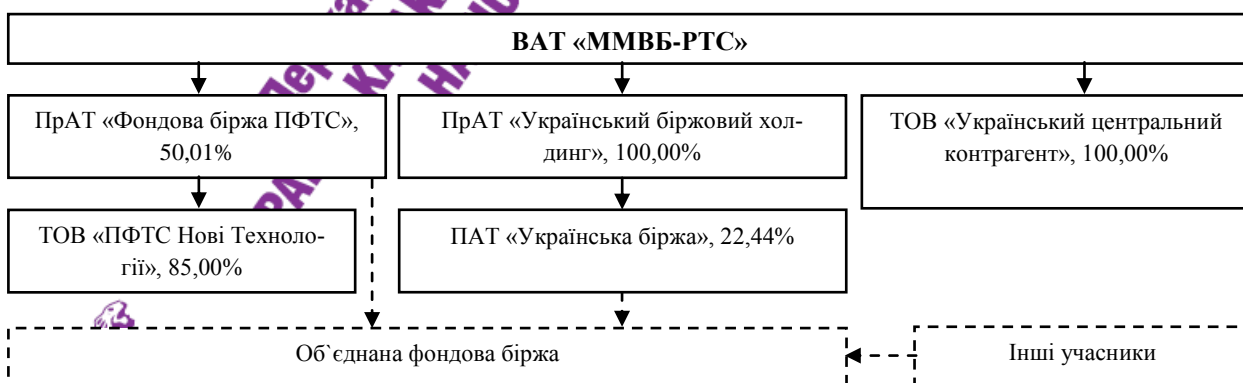 ВАТ «ММВБ-РТС»
ПрАТ «Фондова біржа ПФТС»,
50,01%
ПрАТ «Український біржовий хол-
динг», 100,00%
ТОВ «Український центральний
контрагент», 100,00%
ТОВ «ПФТС Нові Техноло-
гії», 85,00%
ПАТ «Українська біржа», 22,44%
Об`єднана фондова біржа
Інші учасники